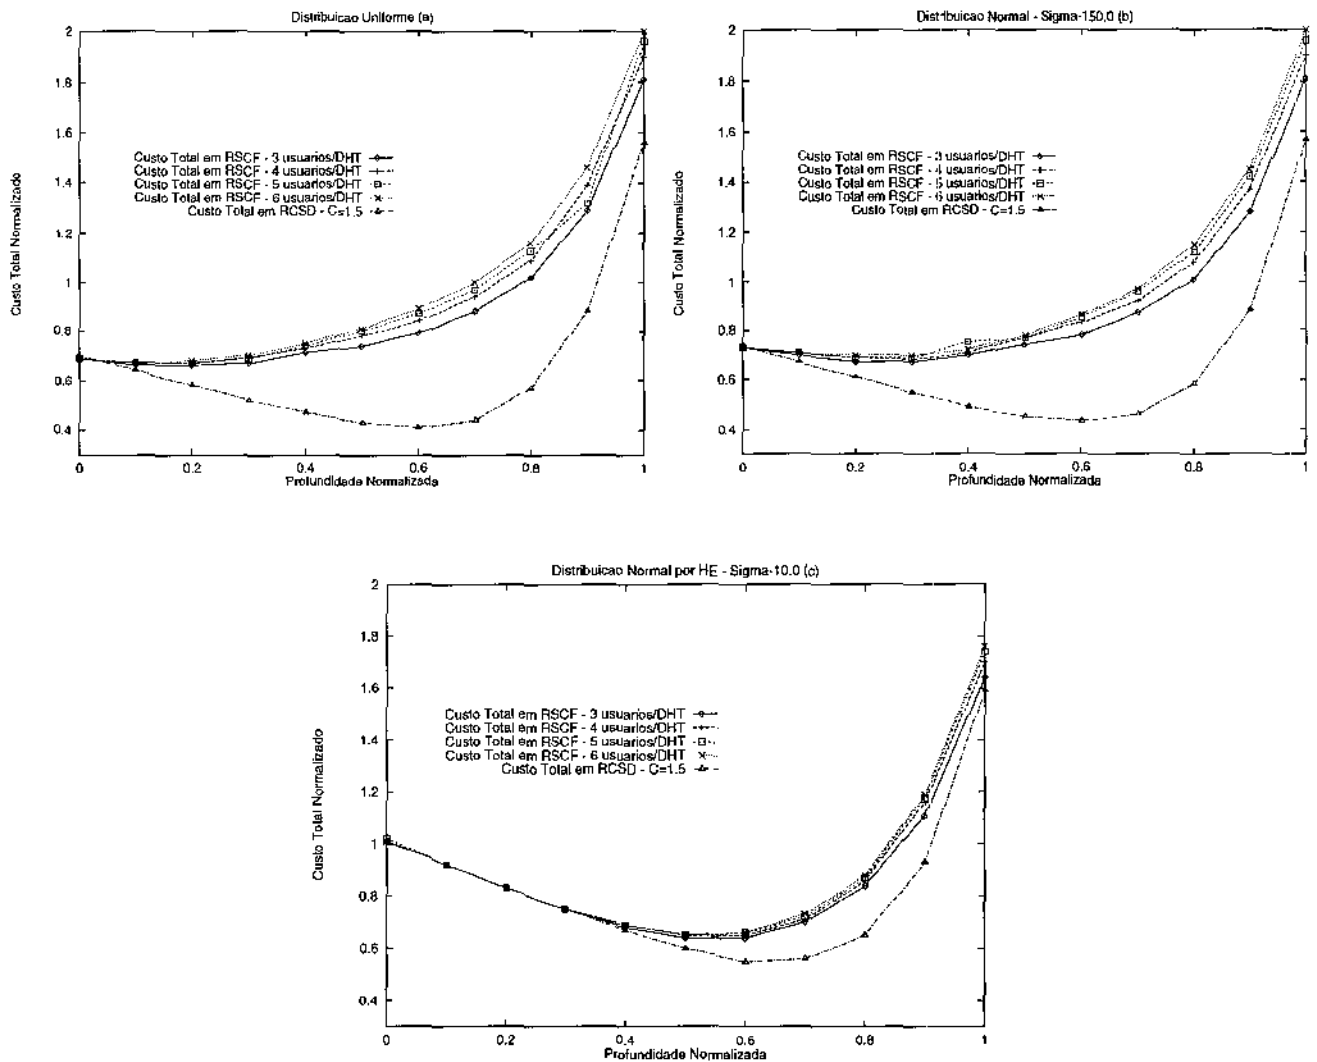 Distribuicao Uniforme (a)
2
1.8
1.6
1.4
1.2
1
0.8
0.6
0.4
Custo Total Normalizado
Custo Total em RSCF - 3 usuarios/DHT
Custo Total em RSCF - 4 usuarios/DHT
Custo Total em RSCF - 5 usuarios/DHT
Custo Total em RSCF - 6 usuarios/DHT
Custo Total em RCSD - C=1.5
0 0.2 0.4 0.6 0.8 1
Profundidade Normalizada
Distribuicao Normal - Sigma-150,0 (b)
2
1.8
1.6
1.4
1.2
1
0.8
0.6
0.4
Custo Total Normalizado
Custo Total em RSCF - 3 usuarios/DHT
Custo Total em RSCF - 4 usuarios/DHT
Custo Total em RSCF - 5 usuarios/DHT
Custo Total em RSCF - 6 usuarios/DHT
Custo Total em RCSD - C=1.5
0 0.2 0.4 0.6 0.8 1
Profundidade Normalizada
Distribuicao Normal por HE - Sigma-10.0 (c)
2
1.8
1.6
1.4
1.2
1
0.8
0.6
0.4
Custo Total Normalizado
Custo Total em RSCF - 3 usuarios/DHT
Custo Total em RSCF - 4 usuarios/DHT
Custo Total em RSCF - 5 usuarios/DHT
Custo Total em RSCF - 6 usuarios/DHT
Custo Total em RCSD - C=1.5
0 0.2 0.4 0.6 0.8 1
Profundidade Normalizada